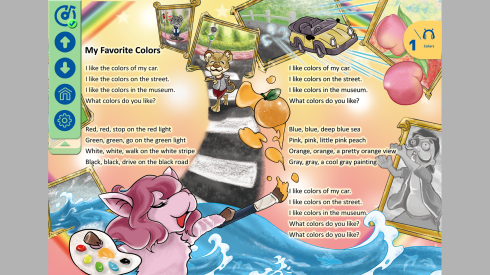 My Favorite Colors
I like the colors of my car.
I like the colors on the street.
I like the colors in the museum.
What colors do you like?
Red, red, stop on the red light
Green, green, go on the green light
White, white, walk on the white stripe
Black, black, drive on the black road
I like colors of my car.
I like colors on the street.
I like colors in the museum.
What colors do you like?
Blue, blue, deep blue sea
Pink, pink, little pink peach
Orange, orange, a pretty orange view
Gray, gray, a cool gray painting
I like colors of my car.
I like colors on the street.
I like colors in the museum.
What colors do you like?
What colors do you like?
1
Colors